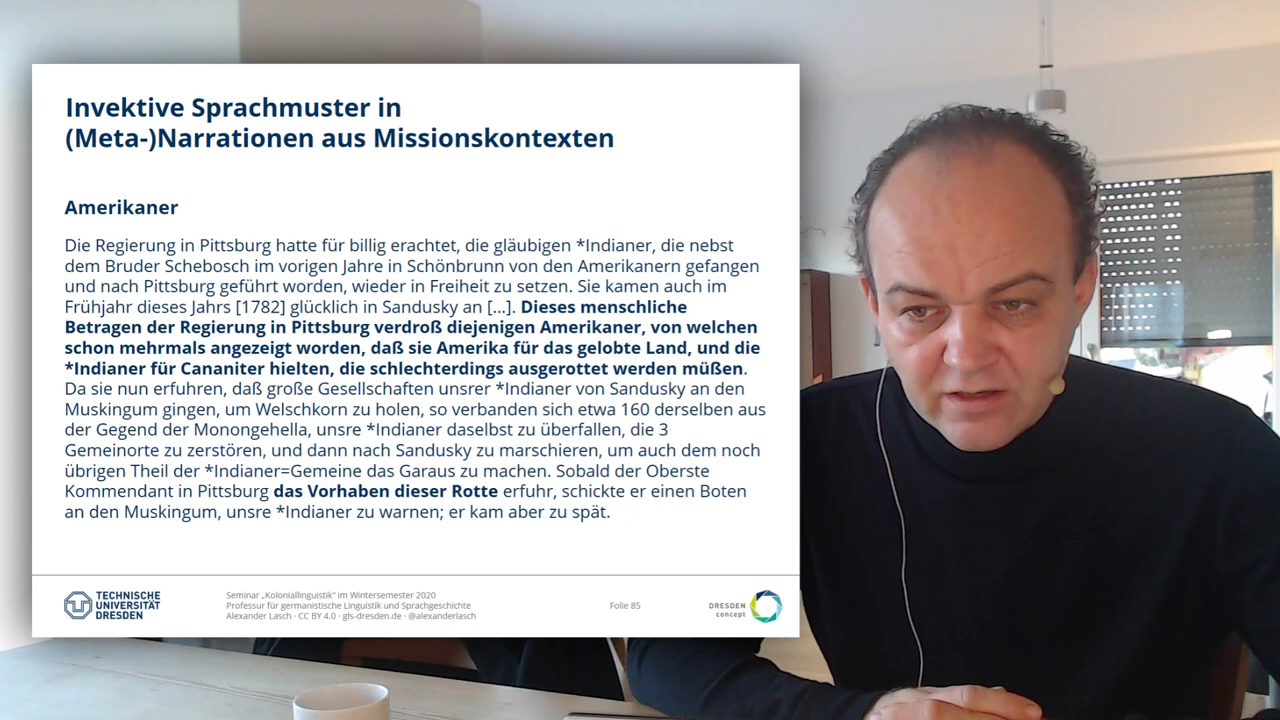 Invektive Sprachmuster in
(Meta-)Narrationen aus Missionskontexten
Amerikaner
Die Regierung in Pittsburg hatte für billig erachtet, die gläubigen *Indianer, die nebst
dem Bruder Schebosch im vorigen Jahre in Schönbrunn von den Amerikanern gefangen
und nach Pittsburg geführt worden, wieder in Freiheit zu setzen. Sie kamen auch im
Frühjahr dieses Jahrs [1782] glücklich in Sandusky an [...]. Dieses menschliche
Betragen der Regierung in Pittsburg verdroß diejenigen Amerikaner, von welchen
schon mehrmals angezeigt worden, daß sie Amerika für das gelobte Land, und die
*Indianer für Cananiter hielten, die schlechterdings ausgerottet werden müßen.
Da sie nun erfuhren, daß große Gesellschaften unsrer *Indianer von Sandusky an den
Muskingum gingen, um Welschkorn zu holen, so verbanden sich etwa 160 derselben aus
der Gegend der Monongehella, unsre *Indianer daselbst zu überfallen, die 3
Gemeinorte zu zerstören, und dann nach Sandusky zu marschieren, um auch dem noch
übrigen Theil der *Indianer=Gemeine das Garaus zu machen. Sobald der Oberste
Kommendant in Pittsburg das Vorhaben dieser Rotte erfuhr, schickte er einen Boten
an den Muskingum, unsre *Indianer zu warnen; er kam aber zu spät.
TECHNISCHE
UNIVERSITÄT
DRESDEN
Seminar „Koloniallinguistik" im Wintersemester 2020
Professur für germanistische Linguistik und Sprachgeschichte
Alexander Lasch · CC BY 4.0 · gls-dresden.de · @alexanderlasch
Folie 85
DRESDEN
concept